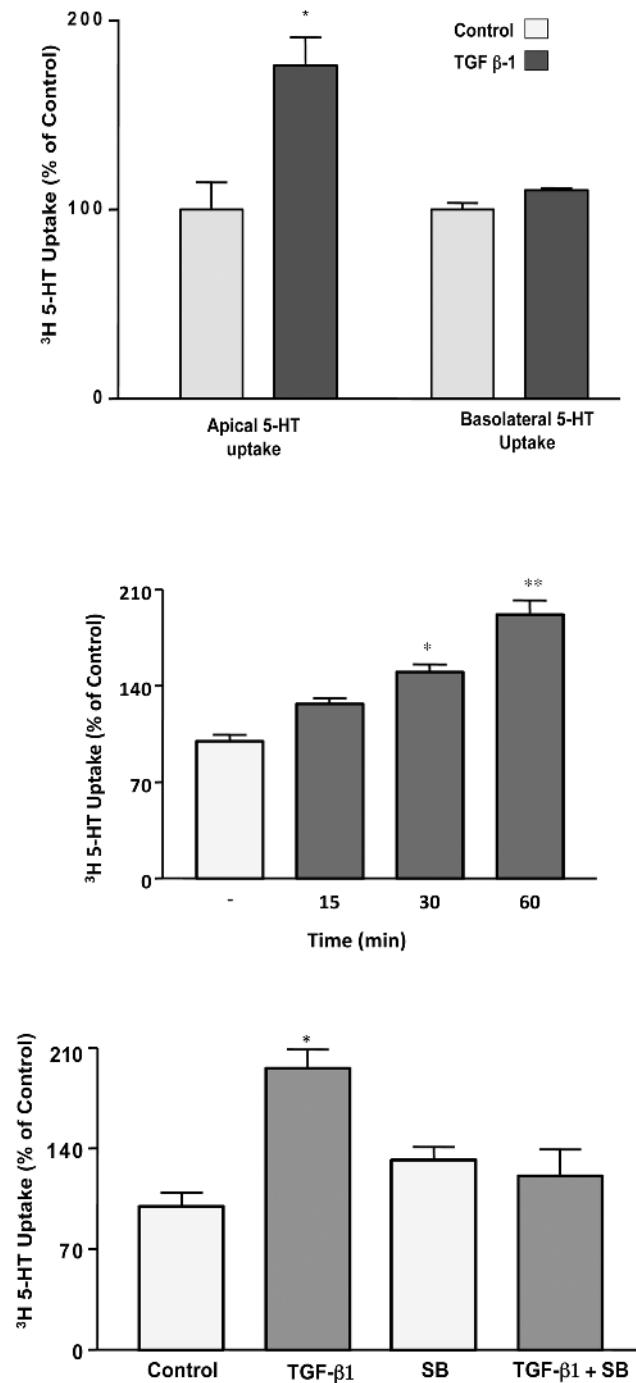 ³H 5-HT Uptake (% of Control)
200
100
0
*
Control
TGF β-1
Apical 5-HT
uptake
Basolateral 5-HT
Uptake
³H 5-HT Uptake (% of Control)
210
140
70
0
*
**
- 15 30 60
Time (min)
³H 5-HT Uptake (% of Control)
210
140
70
0
*
Control TGF-β1 SB TGF-β1 + SB